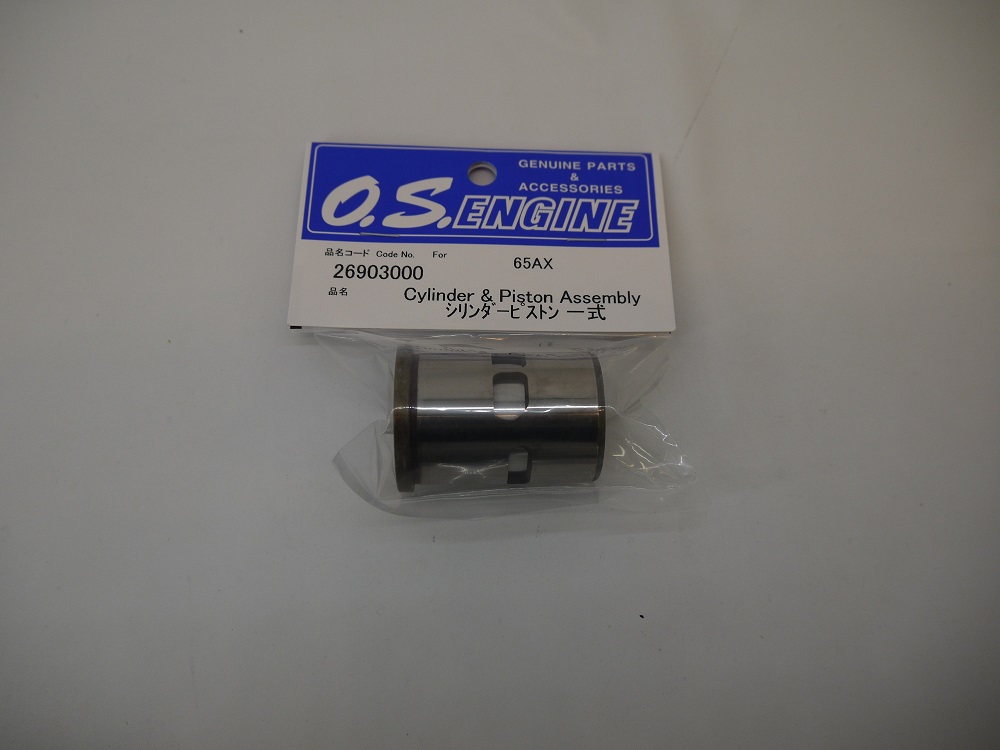 GENUINE PARTS
&
ACCESSORIES
O.S.ENGINE
品名コード Code No. For
26903000
65AX
品名
Cylinder & Piston Assembly
シリンダーピストン 一式